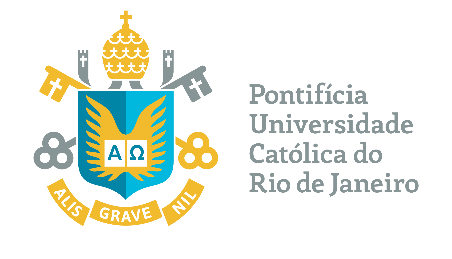 Pontifícia
Universidade
Católica do
Rio de Janeiro
Α Ω
ALIS GRAVE NIL